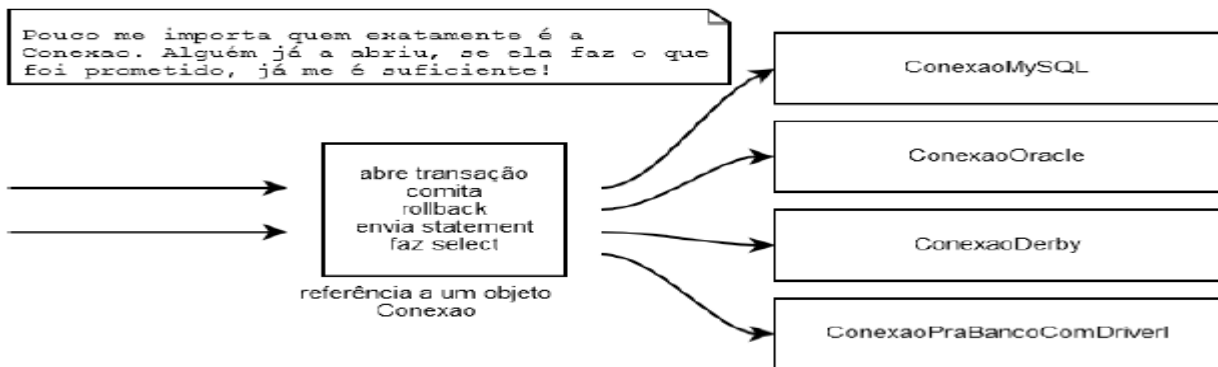 Pouco me importa quem exatamente é a
Conexao. Alguém já a abriu, se ela faz o que
foi prometido, já me é suficiente!
ConexaoMySQL
ConexaoOracle
abre transação
comita
rollback
envia statement
faz select
ConexaoDerby
referência a um objeto
Conexao
ConexaoPraBancoComDriver1